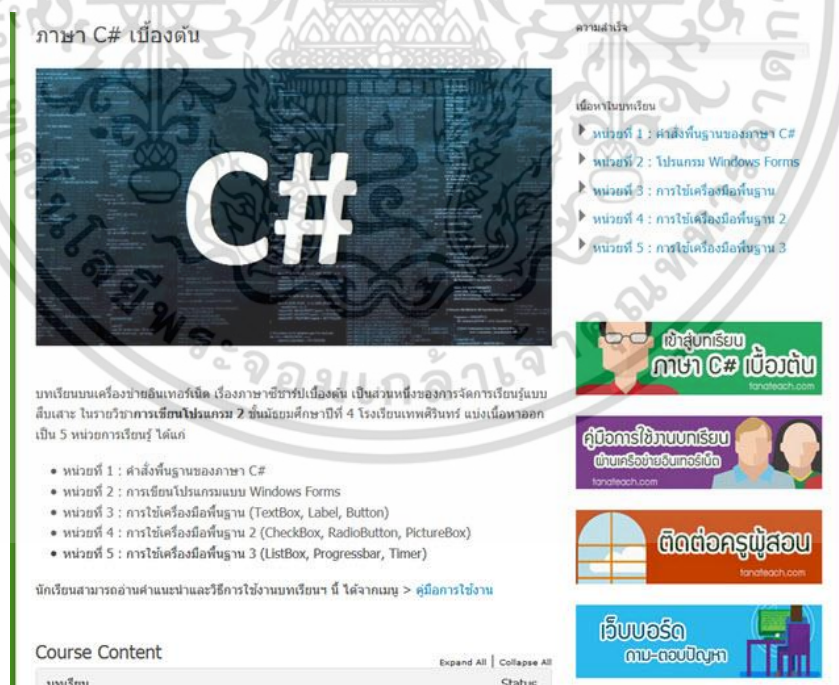 ภาษา C# เบื้องต้น
C#
บทเรียนบนเครื่องข่ายอินเทอร์เน็ต เรื่องภาษาซีชาร์ปเบื้องต้น เป็นส่วนหนึ่งของการจัดการเรียนรู้แบบ
สืบเสาะ ในรายวิชาการเขียนโปรแกรม 2 ชั้นมัธยมศึกษาปีที่ 4 โรงเรียนเทพศิรินทร์ แบ่งเนื้อหาออก
เป็น 5 หน่วยการเรียนรู้ ได้แก่
หน่วยที่ 1 : คำสั่งพื้นฐานของภาษา C#
หน่วยที่ 2 : การเขียนโปรแกรมแบบ Windows Forms
หน่วยที่ 3 : การใช้เครื่องมือพื้นฐาน (TextBox, Label, Button)
หน่วยที่ 4 : การใช้เครื่องมือพื้นฐาน 2 (CheckBox, RadioButton, PictureBox)
หน่วยที่ 5 : การใช้เครื่องมือพื้นฐาน 3 (ListBox, Progressbar, Timer)
นักเรียนสามารถอ่านคำแนะนำและวิธีการใช้งานบทเรียนฯ นี้ ได้จากเมนู > คู่มือการใช้งาน
Course Content
Expand All | Collapse All
บทเรียน
Status
ความสำเร็จ
เนื้อหาในบทเรียน
หน่วยที่ 1 : คำสั่งพื้นฐานของภาษา C#
หน่วยที่ 2 : โปรแกรม Windows Forms
หน่วยที่ 3 : การใช้เครื่องมือพื้นฐาน
หน่วยที่ 4 : การใช้เครื่องมือพื้นฐาน 2
หน่วยที่ 5 : การใช้เครื่องมือพื้นฐาน 3
เข้าสู่บทเรียน
ภาษา C# เบื้องต้น
tanateach.com
คู่มือการใช้งานบทเรียน
ผ่านเครือข่ายอินเทอร์เน็ต
tanateach.com
ติดต่อครูผู้สอน
tanateach.com
เว็บบอร์ด
ถาม-ตอบปัญหา